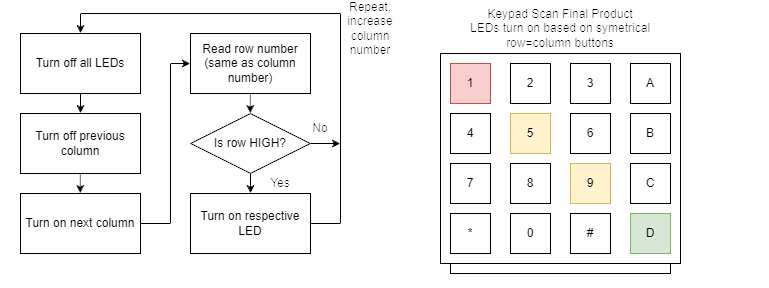 Turn off all LEDs
Turn off previous
column
Turn on next column
Read row number
(same as column
number)
Is row HIGH?
No
Yes
Turn on respective
LED
Repeat,
increase
column
number
Keypad Scan Final Product
LEDs turn on based on symetrical
row=column buttons
1 2 3 A
4 5 6 B
7 8 9 C
* 0 # D